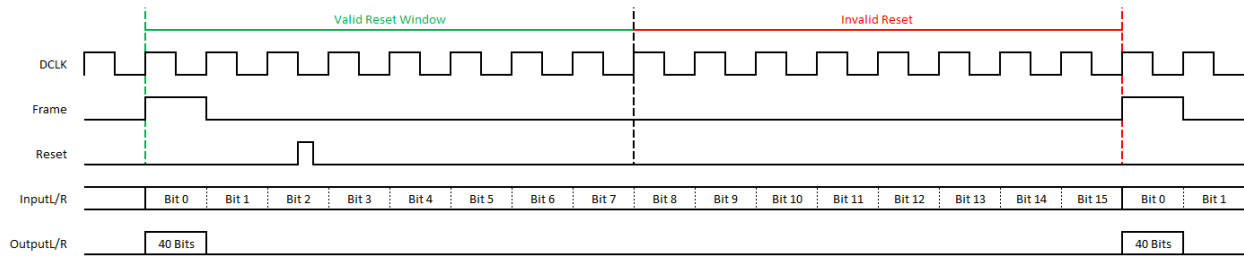 Valid Reset Window Invalid Reset
DCLK
Frame
Reset
InputL/R Bit 0 Bit 1 Bit 2 Bit 3 Bit 4 Bit 5 Bit 6 Bit 7 Bit 8 Bit 9 Bit 10 Bit 11 Bit 12 Bit 13 Bit 14 Bit 15 Bit 0 Bit 1
OutputL/R 40 Bits 40 Bits